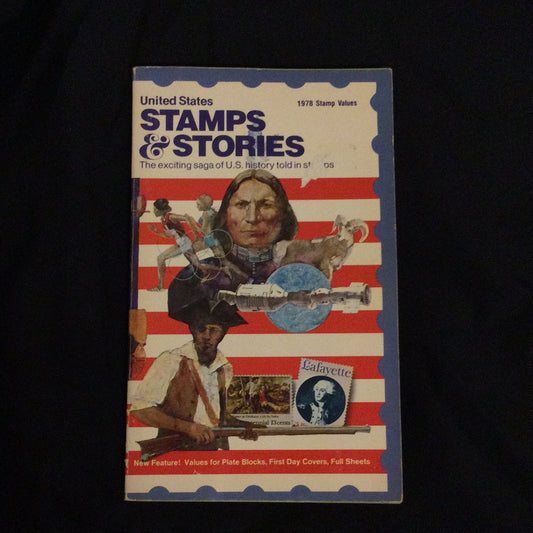 United States
1978 Stamp Values
STAMPS
& STORIES
The exciting saga of U.S. history told in
Lafayette
New Feature! Values for Plate Blocks, First Day Covers, Full Sheets